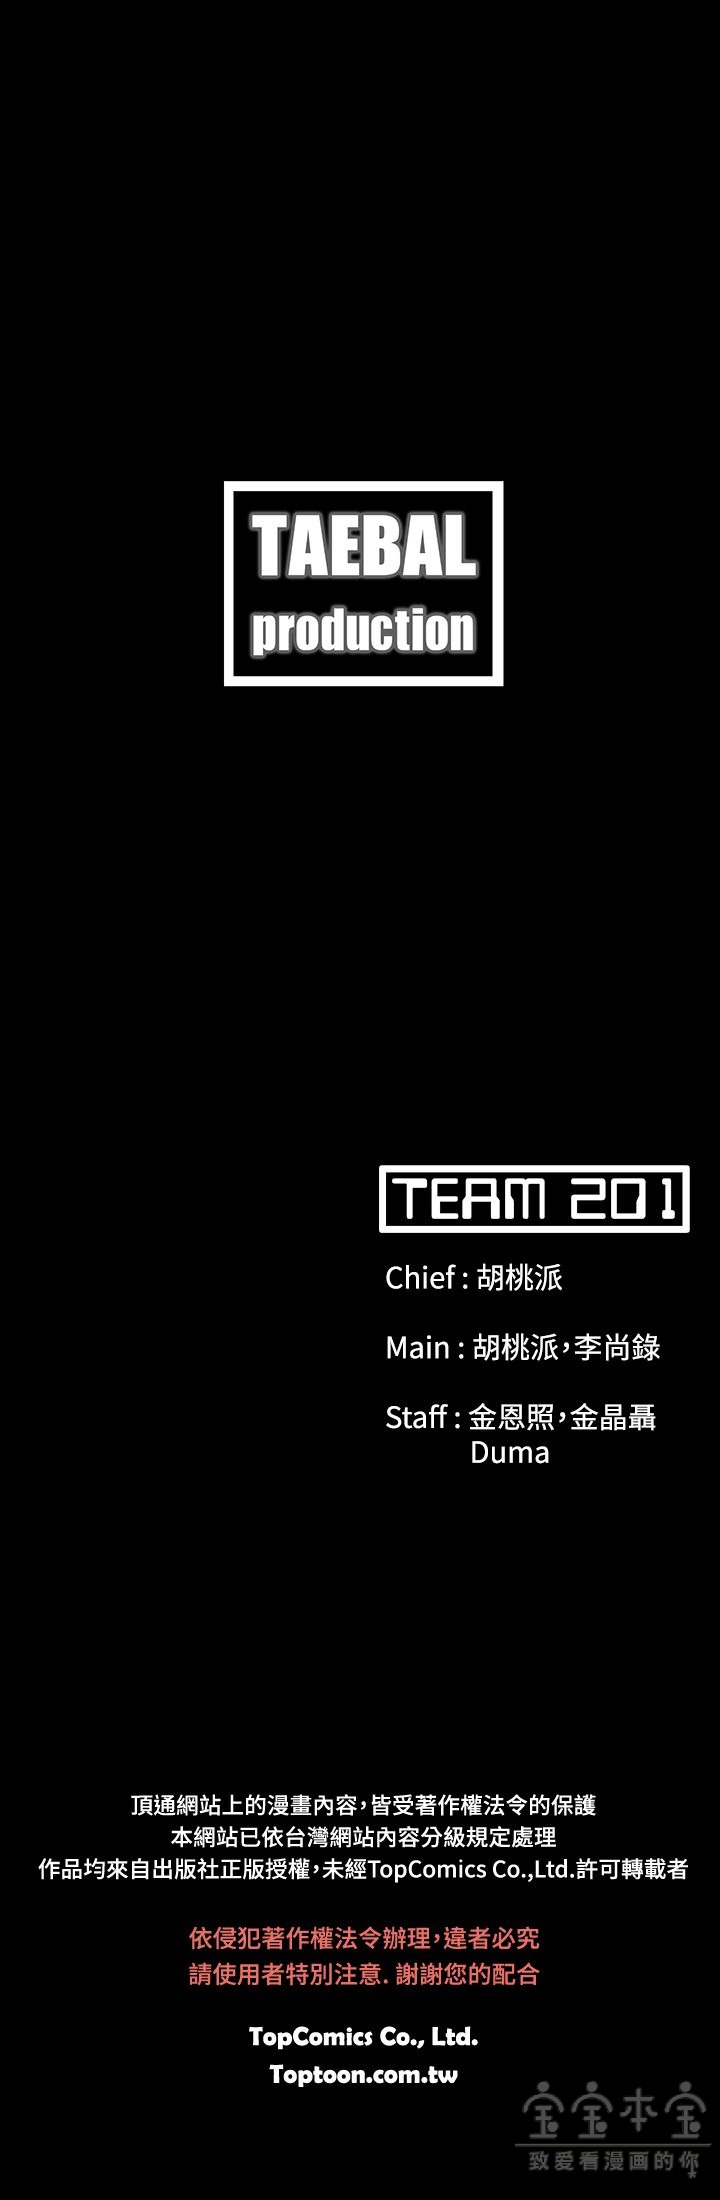 TAEBAL
production
TEAM 201
Chief : 胡桃派
Main : 胡桃派,李尚錄
Staff : 金恩照,金晶聶
Duma
頂通網站上的漫畫內容,皆受著作權法令的保護
本網站已依台灣網站內容分級規定處理
作品均來自出版社正版授權,未經TopComics Co.,Ltd.許可轉載者
依侵犯著作權法令辦理,違者必究
請使用者特別注意. 謝謝您的配合
TopComics Co., Ltd.
Toptoon.com.tw
宝宝本宝
致爱看漫画的你*